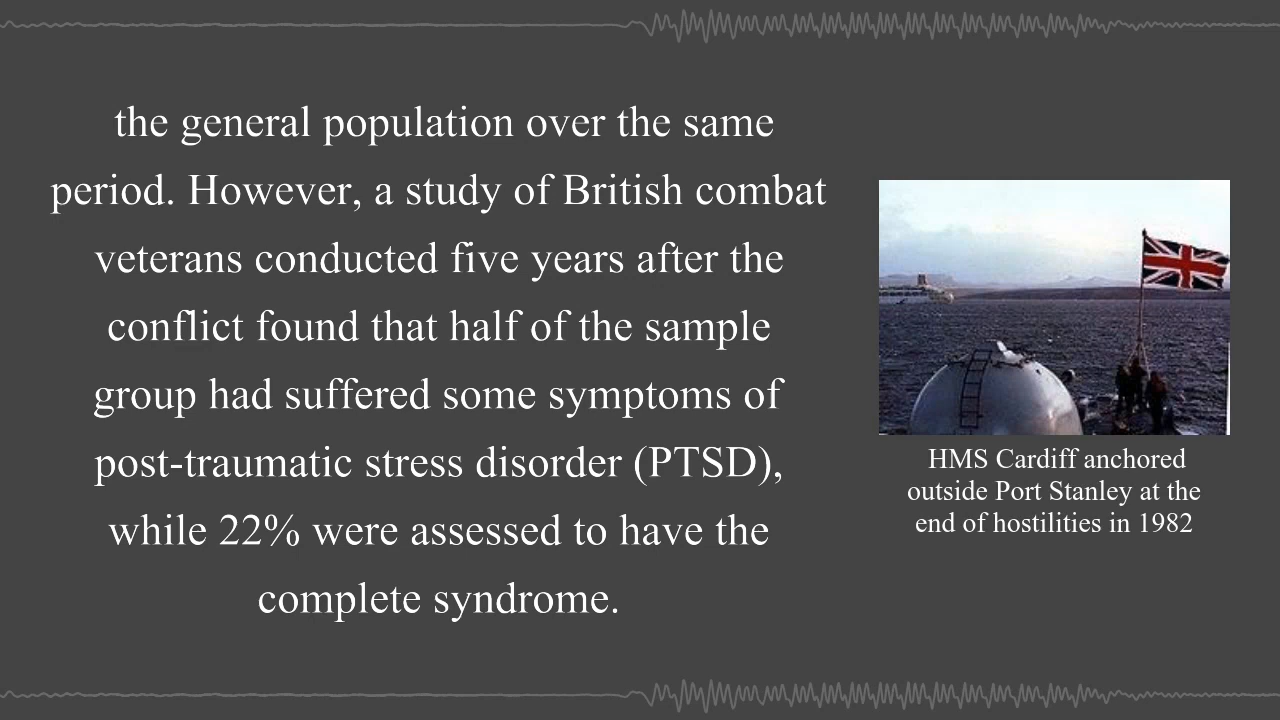 the general population over the same
period. However, a study of British combat
veterans conducted five years after the
conflict found that half of the sample
group had suffered some symptoms of
post-traumatic stress disorder (PTSD),
while 22% were assessed to have the
complete syndrome.
HMS Cardiff anchored
outside Port Stanley at the
end of hostilities in 1982